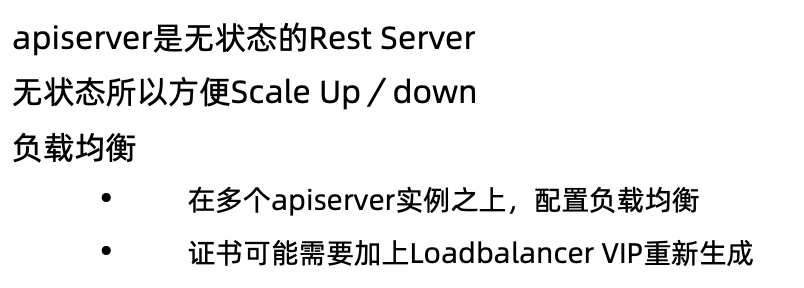 apiserver是无状态的Rest Server
无状态所以方便Scale Up / down
负载均衡
• 在多个apiserver实例之上，配置负载均衡
• 证书可能需要加上Loadbalancer VIP重新生成